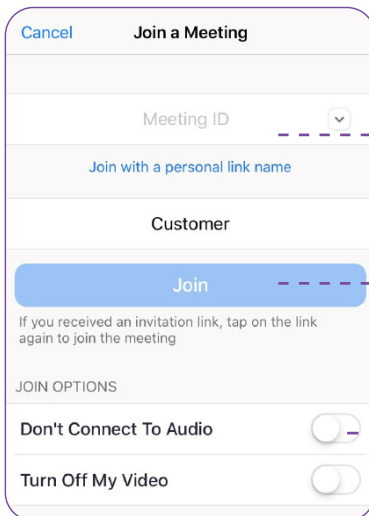 Cancel Join a Meeting
Meeting ID
Join with a personal link name
Customer
Join
If you received an invitation link, tap on the link
again to join the meeting
JOIN OPTIONS
Don't Connect To Audio
Turn Off My Video